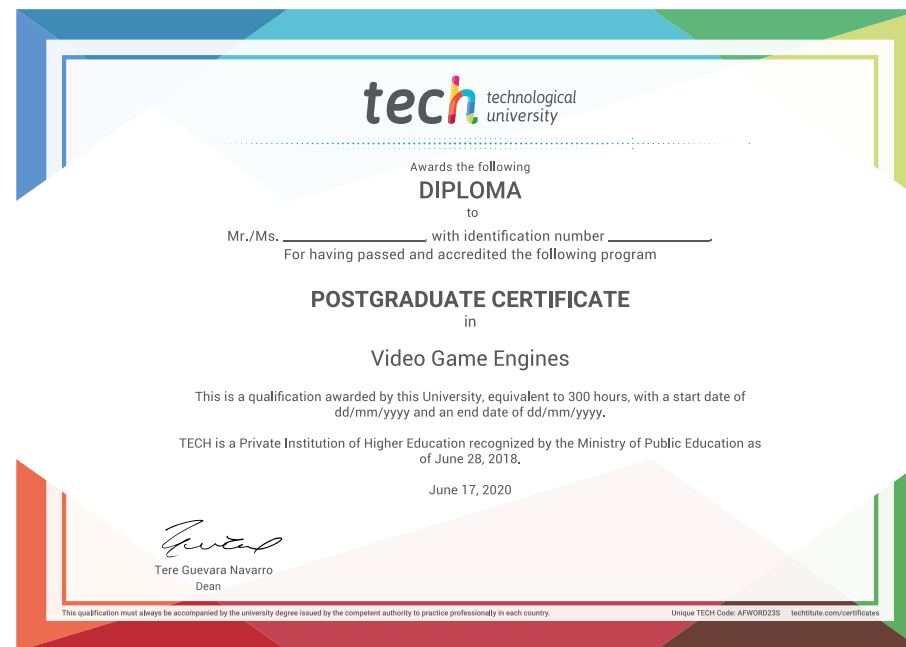 tech technological
university
Awards the following
DIPLOMA
to
Mr./Ms. ____________, with identification number ____________.
For having passed and accredited the following program
POSTGRADUATE CERTIFICATE
in
Video Game Engines
This is a qualification awarded by this University, equivalent to 300 hours, with a start date of
dd/mm/yyyy and an end date of dd/mm/yyyy.
TECH is a Private Institution of Higher Education recognized by the Ministry of Public Education as
of June 28, 2018.
June 17, 2020
Tere Guevara Navarro
Dean
This qualification must always be accompanied by the university degree issued by the competent authority to practice professionally in each country.
Unique TECH Code: AFWORD23S techtitute.com/certificates